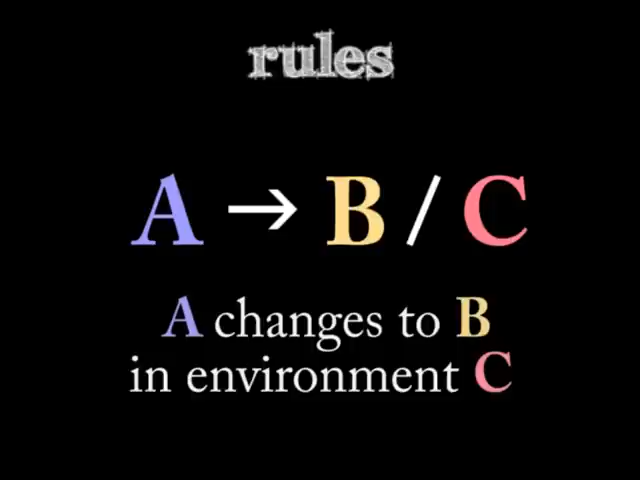 rules
A → B / C
A changes to B
in environment C